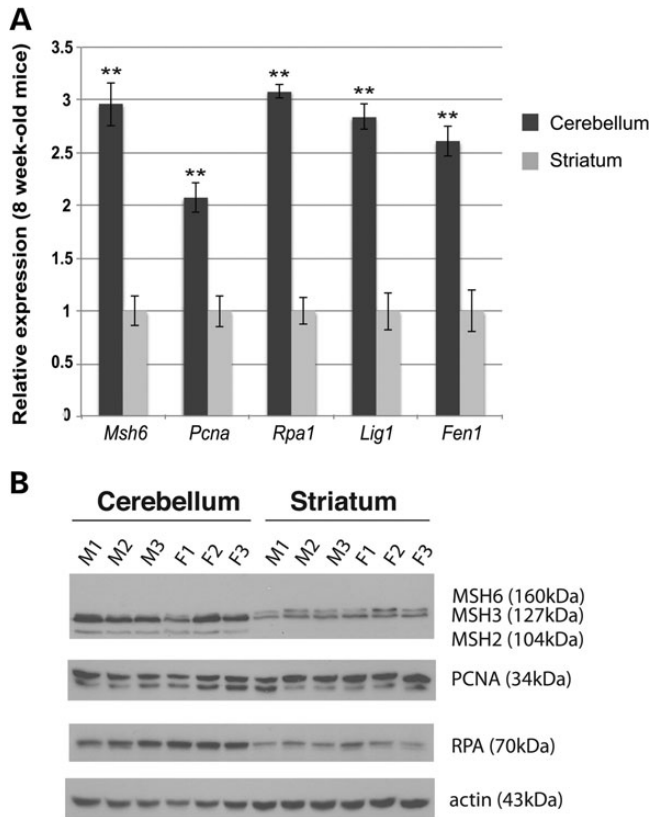 A
Relative expression (8 week-old mice)
3.5
3
2.5
2
1.5
1
0.5
0
** ** ** ** **
Cerebellum
Striatum
Msh6 Pcna Rpa1 Lig1 Fen1
B
Cerebellum Striatum
M1 M2 M3 F1 F2 F3 M1 M2 M3 F1 F2 F3
MSH6 (160kDa)
MSH3 (127kDa)
MSH2 (104kDa)
PCNA (34kDa)
RPA (70kDa)
actin (43kDa)